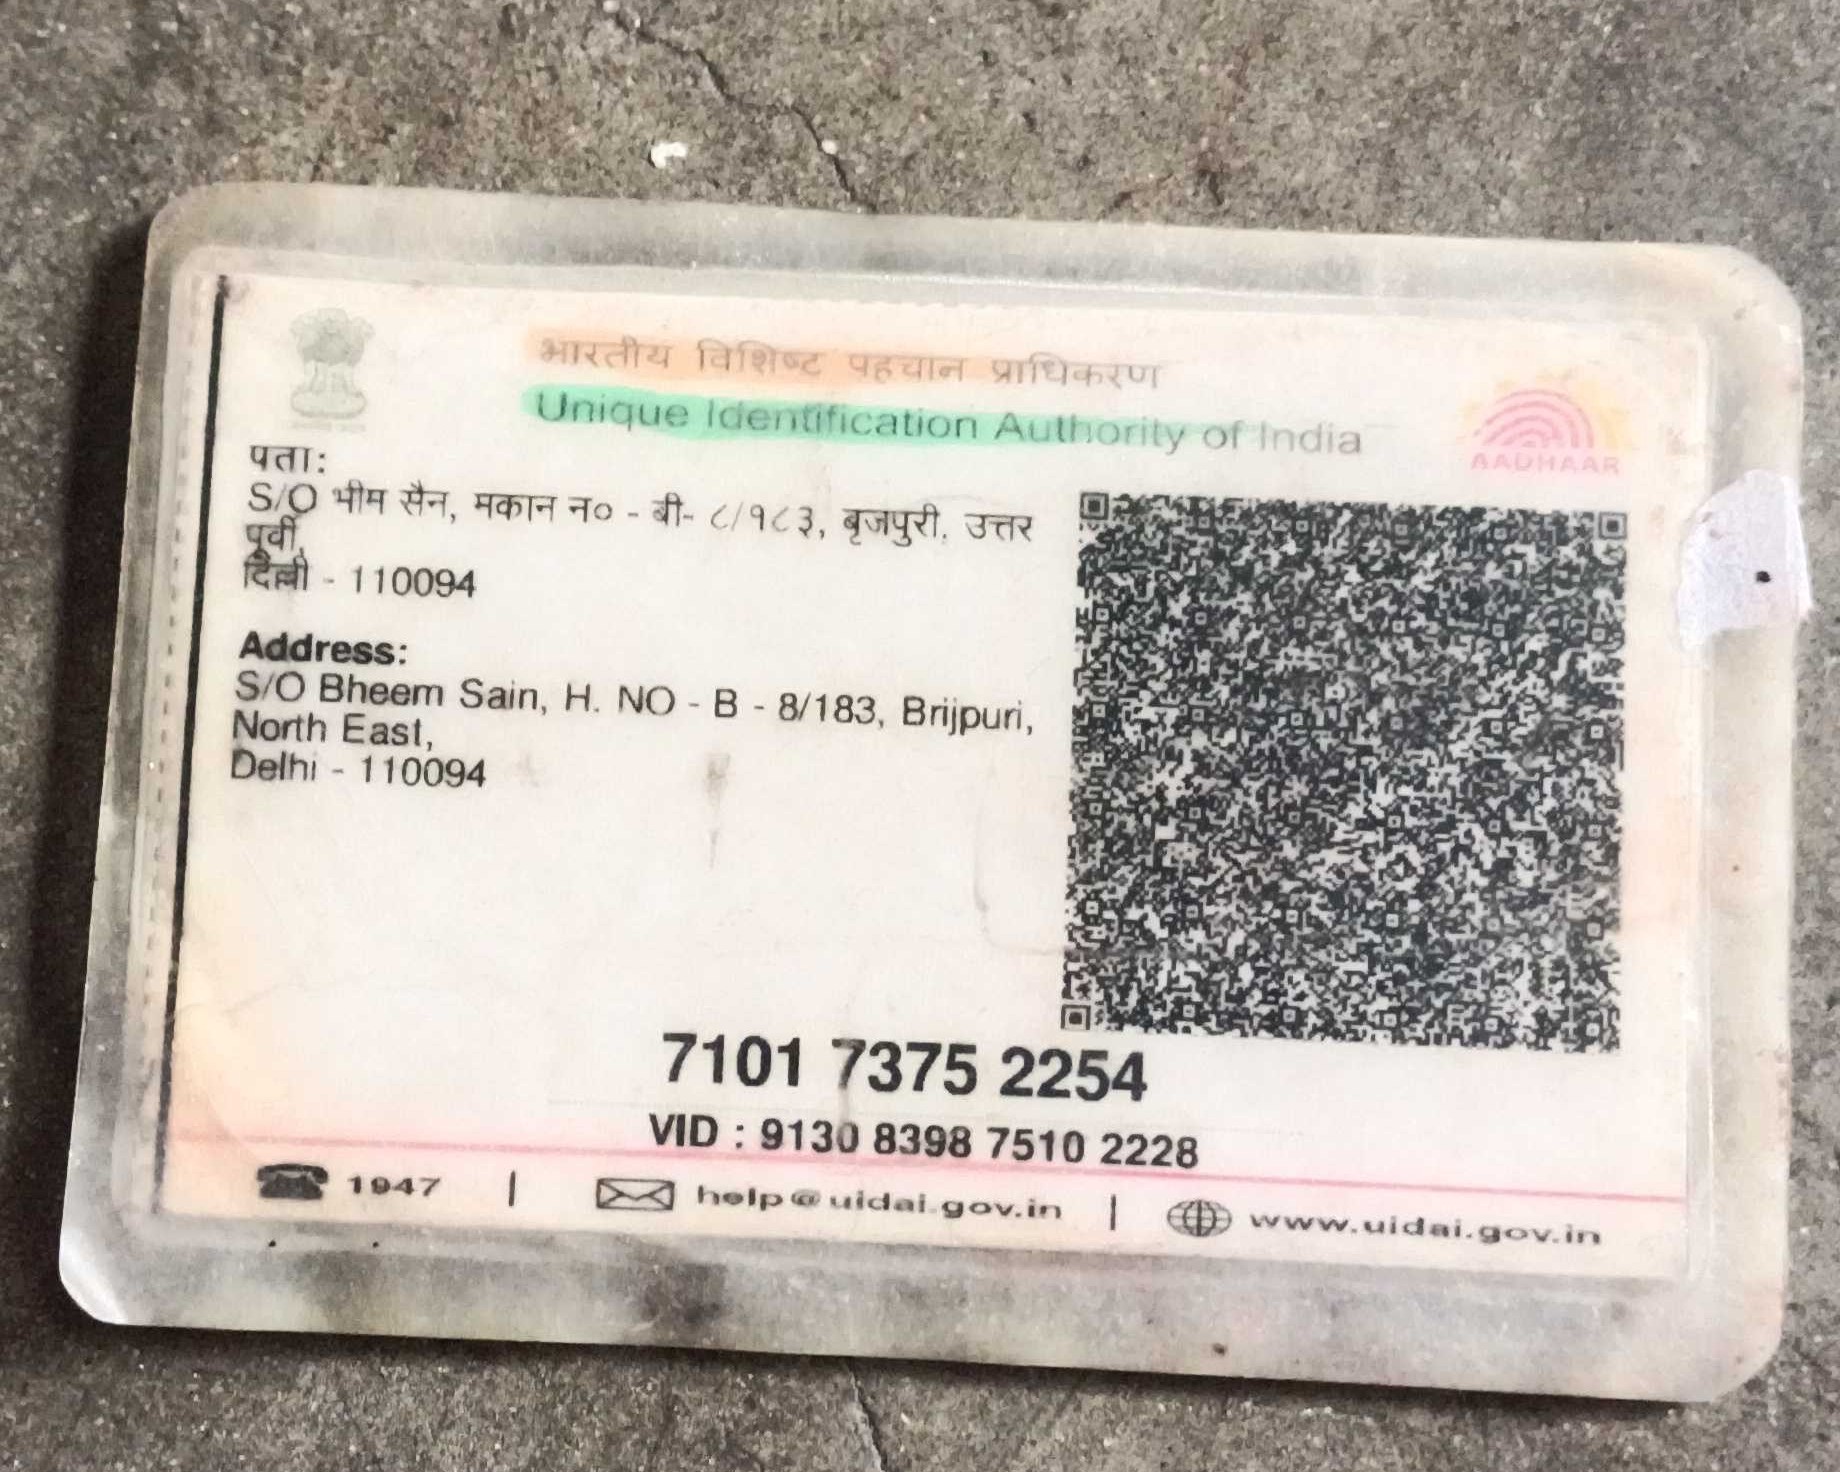 भारतीय विशिष्ट पहचान प्राधिकरण
Unique Identification Authority of India
AADHAAR
पता:
S/O भीम सैन, मकान न० - बी- ८/१८३, बृजपुरी, उत्तर
पूर्वी,
दिल्ली - 110094
Address:
S/O Bheem Sain, H. NO - B - 8/183, Brijpuri,
North East,
Delhi - 110094
7101 7375 2254
VID : 9130 8398 7510 2228
1947 | help@uidai.gov.in | www.uidai.gov.in